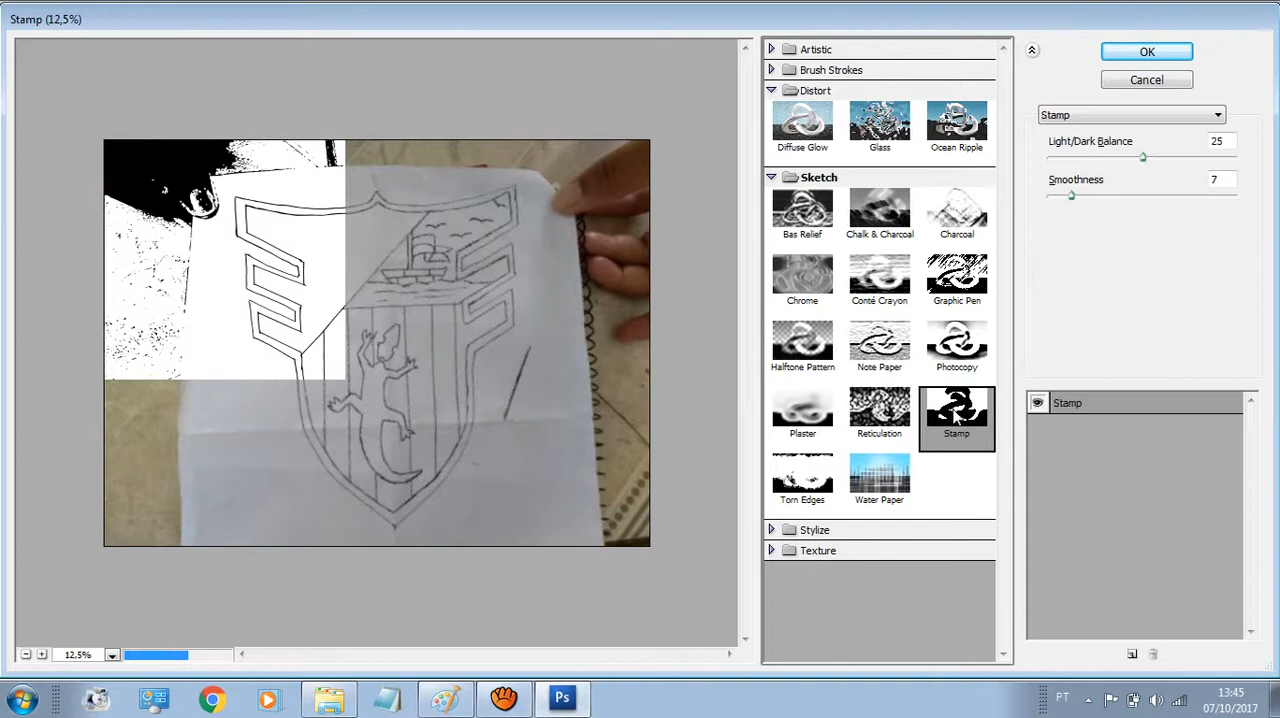 Stamp (12,5%)
Artistic
Brush Strokes
Distort
Diffuse Glow
Glass
Ocean Ripple
Sketch
Bas Relief
Chalk & Charcoal
Charcoal
Chrome
Conté Crayon
Graphic Pen
Halftone Pattern
Note Paper
Photocopy
Plaster
Reticulation
Stamp
Torn Edges
Water Paper
Stylize
Texture
OK
Cancel
Stamp
Light/Dark Balance 25
Smoothness 7
Stamp
12,5%
Ps
PT
13:45
07/10/2017